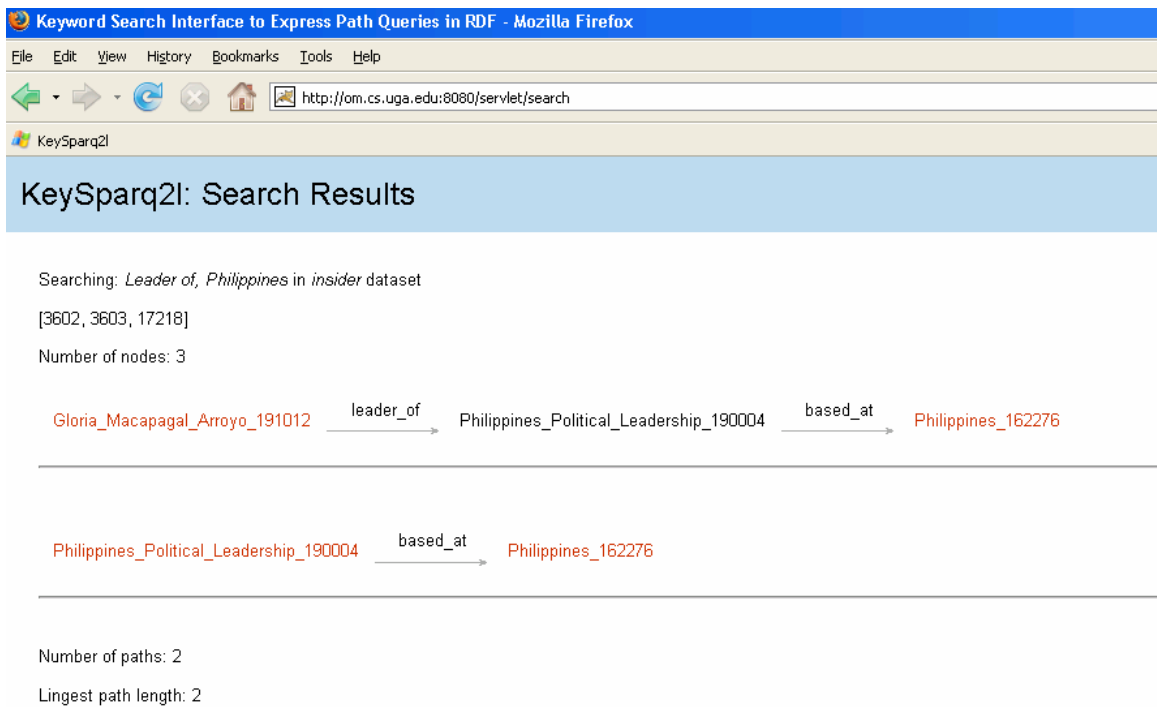 Keyword Search Interface to Express Path Queries in RDF - Mozilla Firefox
File Edit View History Bookmarks Tools Help
http://om.cs.uga.edu:8080/servlet/search
KeySparq2l
KeySparq2l: Search Results
Searching: Leader of, Philippines in insider dataset
[3602, 3603, 17218]
Number of nodes: 3
Gloria_Macapagal_Arroyo_191012 leader_of Philippines_Political_Leadership_190004 based_at Philippines_162276
Philippines_Political_Leadership_190004 based_at Philippines_162276
Number of paths: 2
Lingest path length: 2